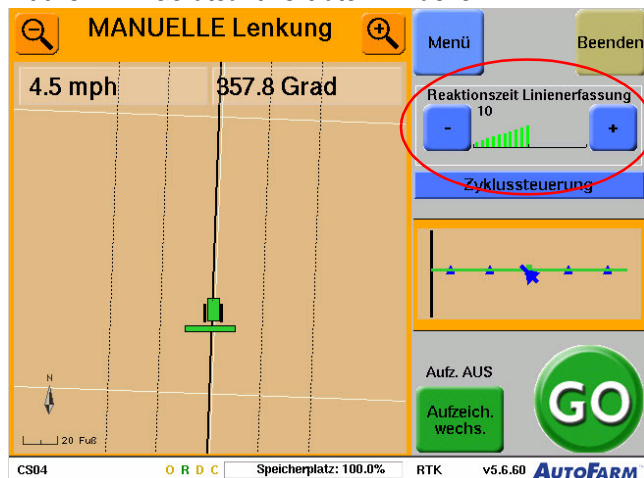 MANUELLE Lenkung
4.5 mph
357.8 Grad
Menü
Beenden
Reaktionszeit Linienerfassung
10
-
+
Zyklussteuerung
Aufz. AUS
Aufzeich.
wechs.
GO
N
20 Fuß
CS04 O R D C Speicherplatz: 100.0% RTK v5.6.60 AUTOFARM